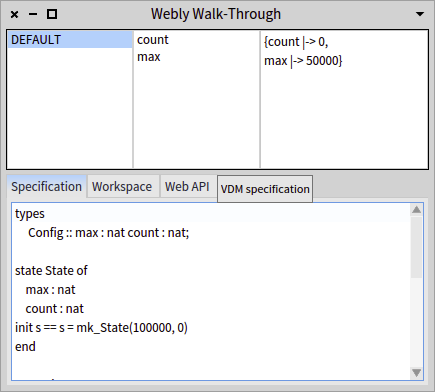 Webly Walk-Through
DEFAULT
count
max
{count |-> 0,
max |-> 50000}
Specification
Workspace
Web API
VDM specification
types
Config :: max : nat count : nat;
state State of
max : nat
count : nat
init s == s = mk_State(100000, 0)
end